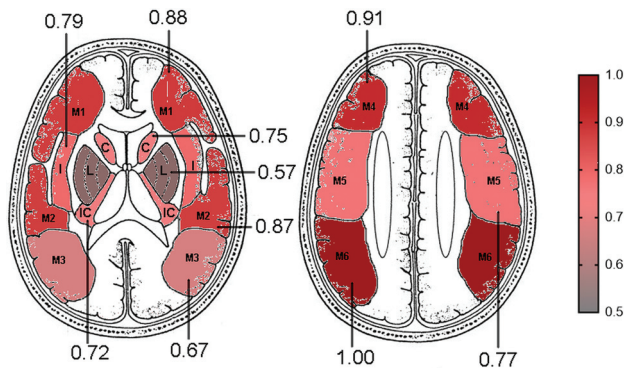 0.79 0.88 0.91
M1 M1 M4 M4 1.0
C C 0.75 0.9
I L L I 0.57 M5 M5 0.8
M2 IC IC M2 0.87 0.7
M3 M3 M6 M6 0.6
0.5
0.72 0.67 1.00 0.77